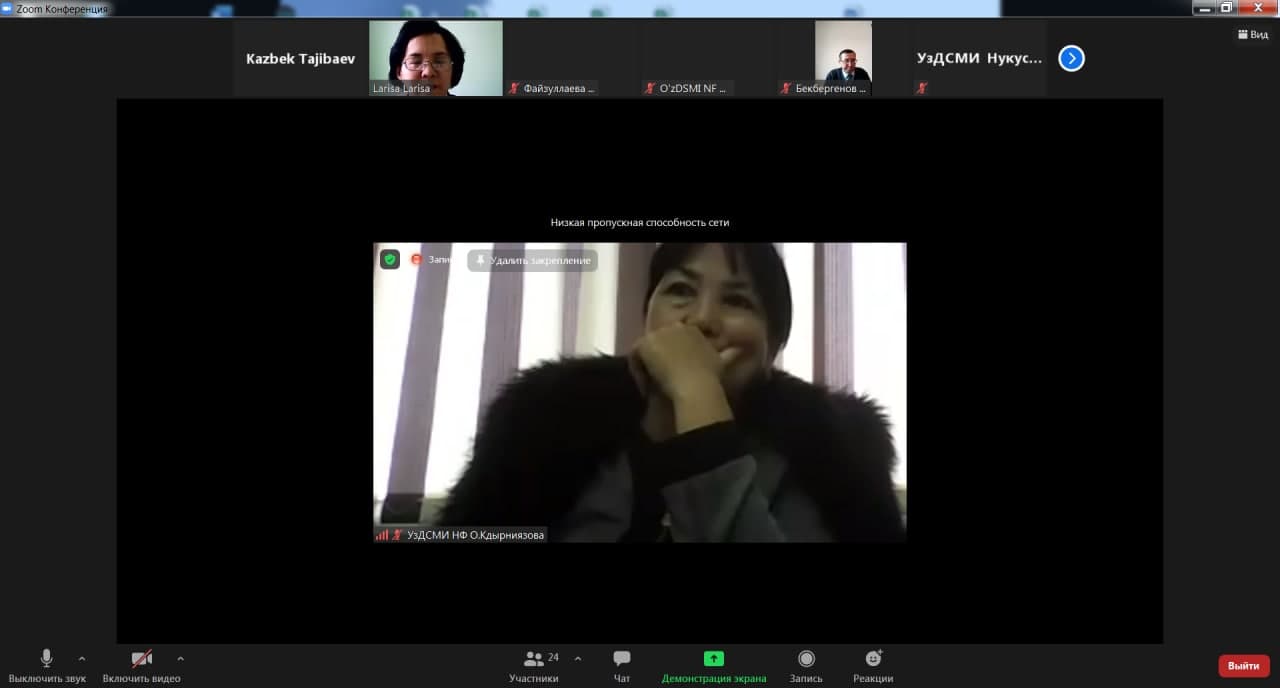 Zoom Конференция
Вид
Kazbek Tajibaev
Larisa Larisa
Файзуллаева ...
O'zDSMI NF ...
Бекбергенов ...
УзДСМИ Нукус...
Низкая пропускная способность сети
Запи
Удалить закрепление
УзДСМИ НФ О.Кдырниязова
Выключить звук
Включить видео
24
Участники
Чат
Демонстрация экрана
Запись
Реакции
Выйти